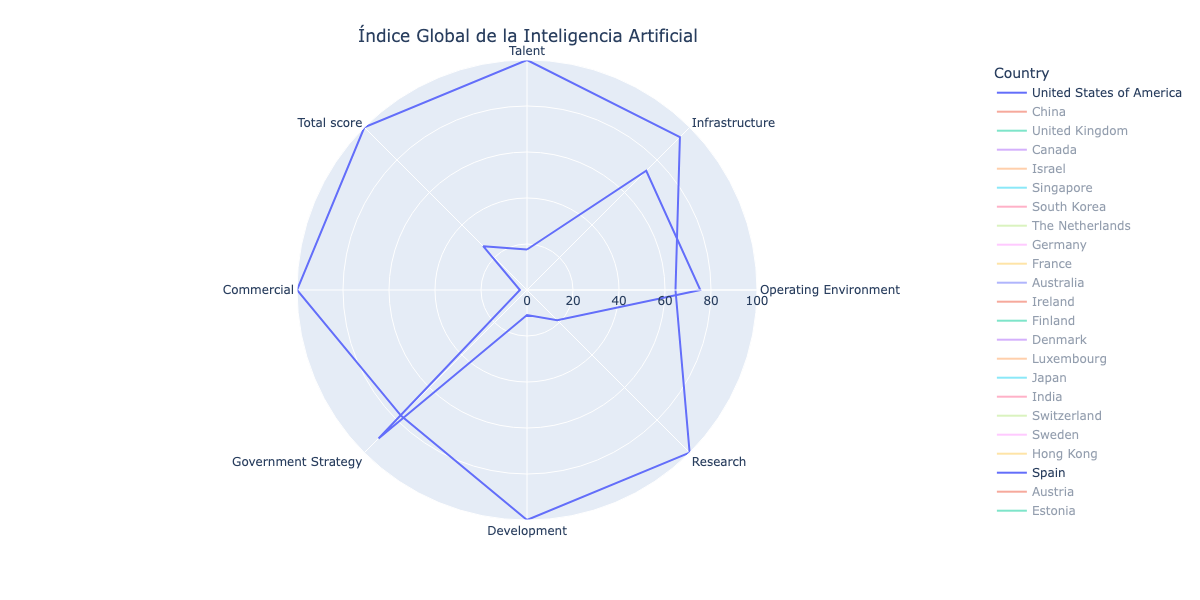 Índice Global de la Inteligencia Artificial
Talent
Total score
Infrastructure
Commercial
Operating Environment
0 20 40 60 80 100
Government Strategy
Research
Development
Country
United States of America
China
United Kingdom
Canada
Israel
Singapore
South Korea
The Netherlands
Germany
France
Australia
Ireland
Finland
Denmark
Luxembourg
Japan
India
Switzerland
Sweden
Hong Kong
Spain
Austria
Estonia